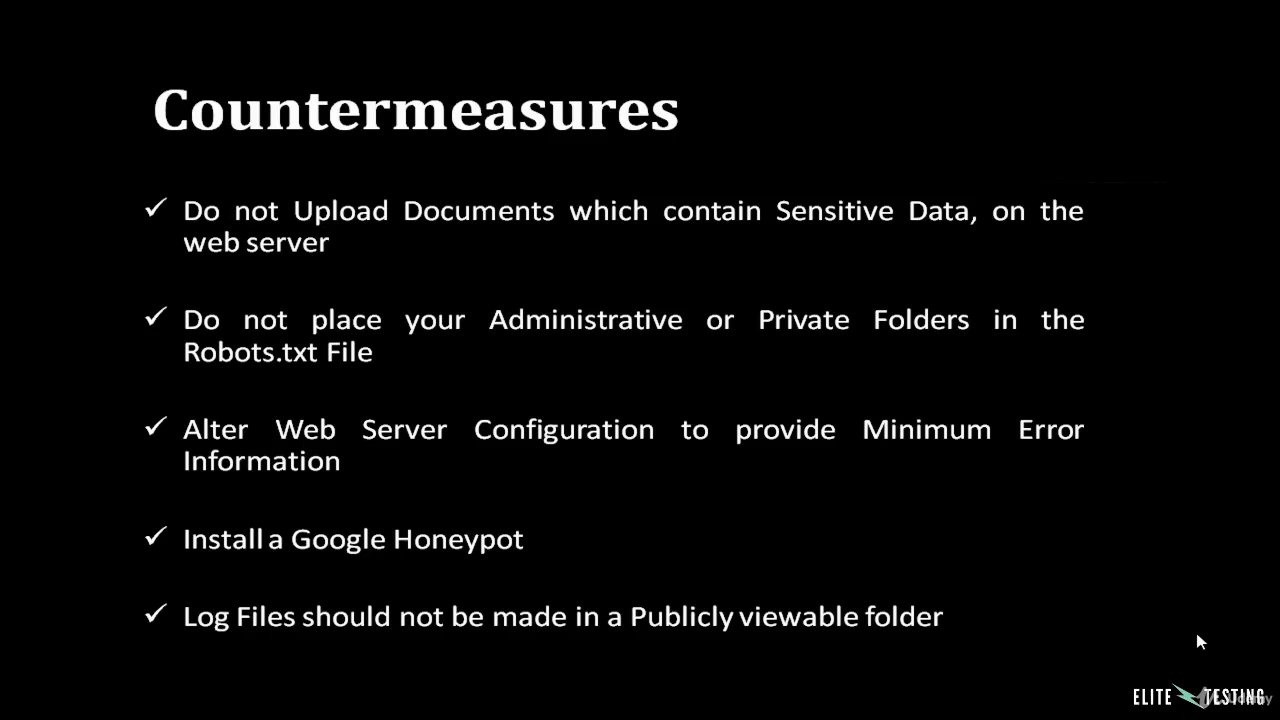 Countermeasures
✓ Do not Upload Documents which contain Sensitive Data, on the
web server
✓ Do not place your Administrative or Private Folders in the
Robots.txt File
✓ Alter Web Server Configuration to provide Minimum Error
Information
✓ Install a Google Honeypot
✓ Log Files should not be made in a Publicly viewable folder
ELITE TESTING
Udemy